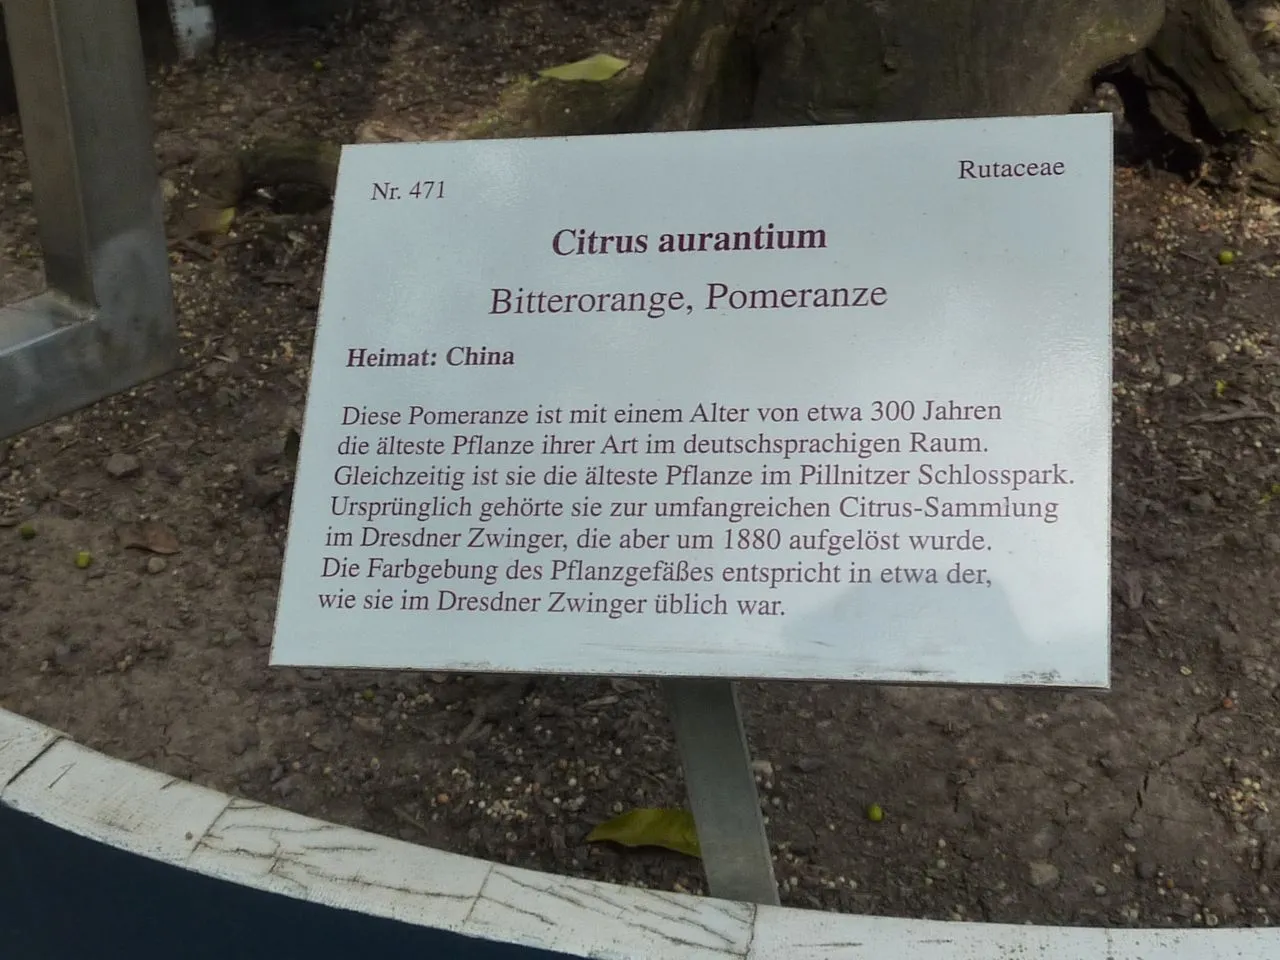 Nr. 471
Rutaceae
Citrus aurantium
Bitterorange, Pomeranze
Heimat: China
Diese Pomeranze ist mit einem Alter von etwa 300 Jahren
die älteste Pflanze ihrer Art im deutschsprachigen Raum.
Gleichzeitig ist sie die älteste Pflanze im Pillnitzer Schlosspark.
Ursprünglich gehörte sie zur umfangreichen Citrus-Sammlung
im Dresdner Zwinger, die aber um 1880 aufgelöst wurde.
Die Farbgebung des Pflanzgefäßes entspricht in etwa der,
wie sie im Dresdner Zwinger üblich war.